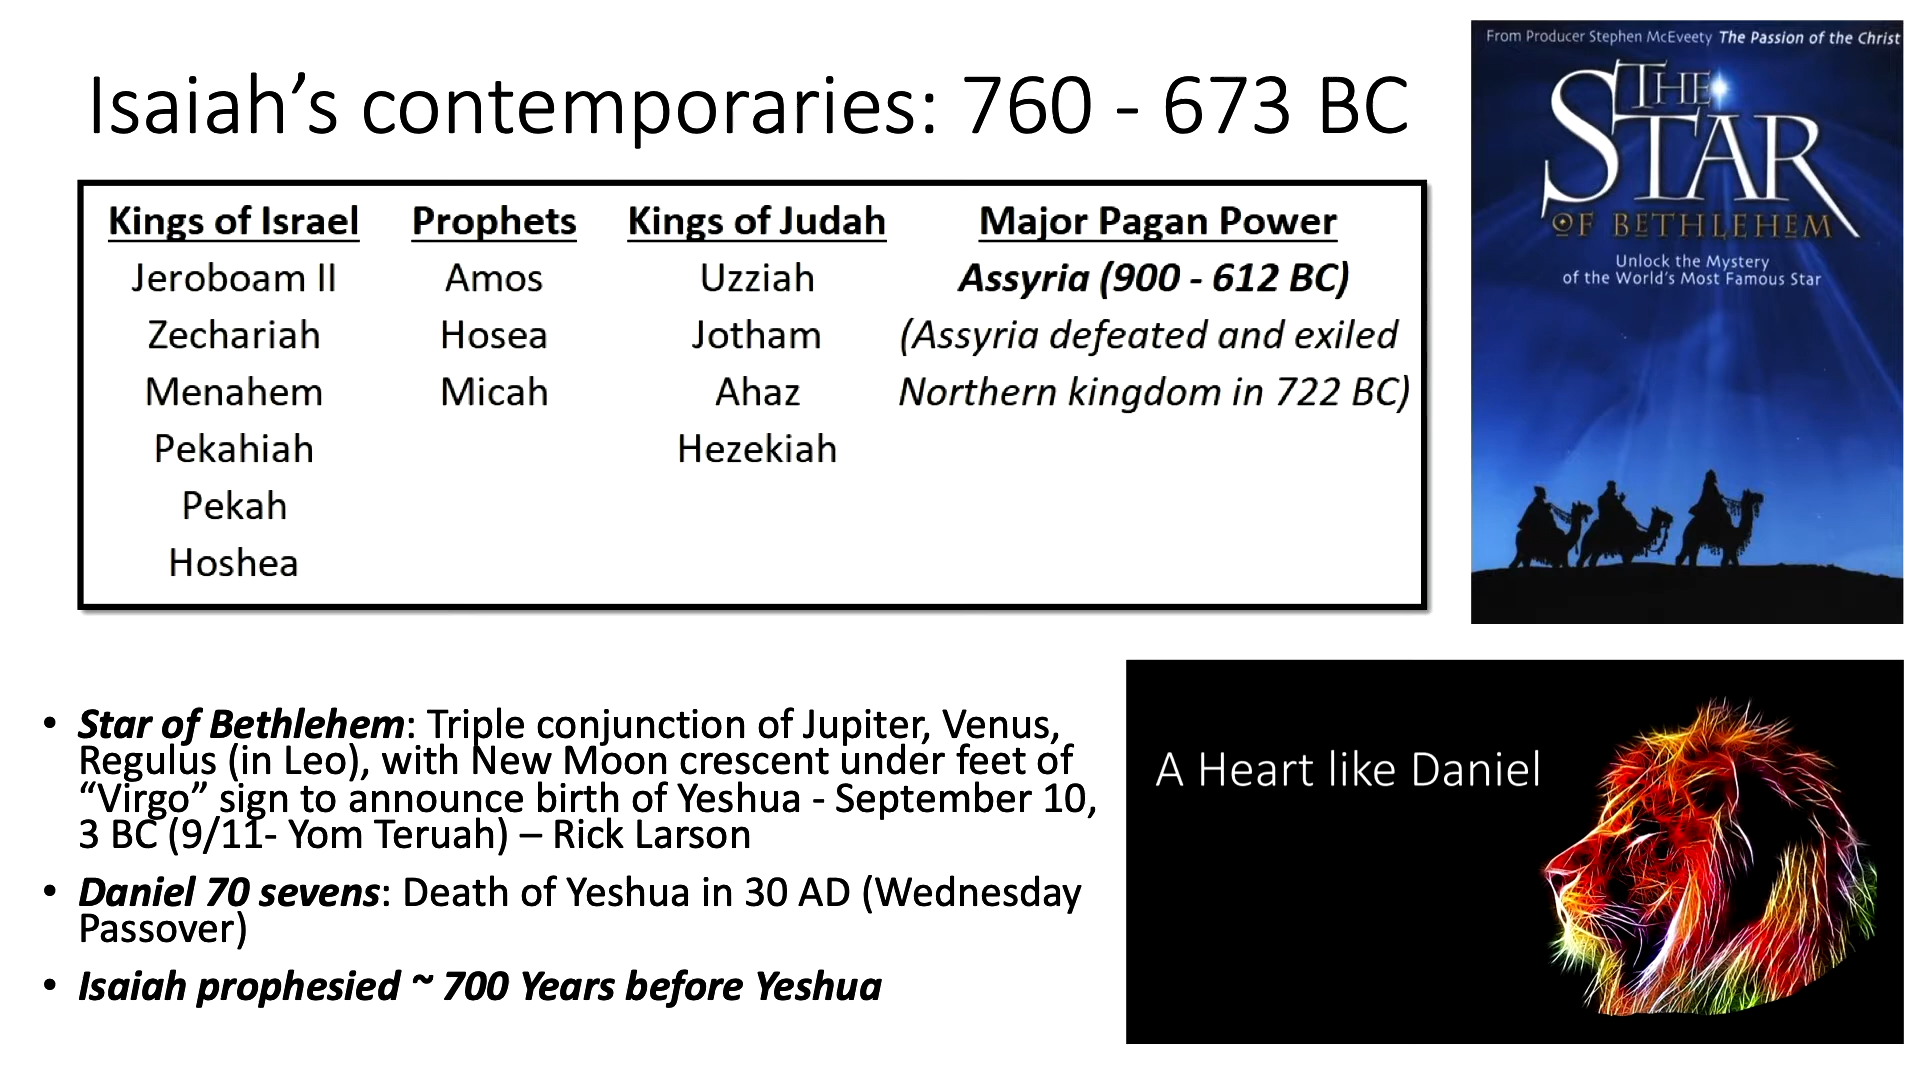 Isaiah’s contemporaries: 760 - 673 BC
Kings of Israel Prophets Kings of Judah Major Pagan Power
Jeroboam II Amos Uzziah Assyria (900 - 612 BC)
Zechariah Hosea Jotham (Assyria defeated and exiled
Menahem Micah Ahaz Northern kingdom in 722 BC)
Pekahiah Hezekiah
Pekah
Hoshea
From Producer Stephen McEveety The Passion of the Christ
THE
STAR
OF BETHLEHEM
Unlock the Mystery
of the World’s Most Famous Star
• Star of Bethlehem: Triple conjunction of Jupiter, Venus,
Regulus (in Leo), with New Moon crescent under feet of
“Virgo” sign to announce birth of Yeshua - September 10,
3 BC (9/11- Yom Teruah) – Rick Larson
• Daniel 70 sevens: Death of Yeshua in 30 AD (Wednesday
Passover)
• Isaiah prophesied ~ 700 Years before Yeshua
A Heart like Daniel